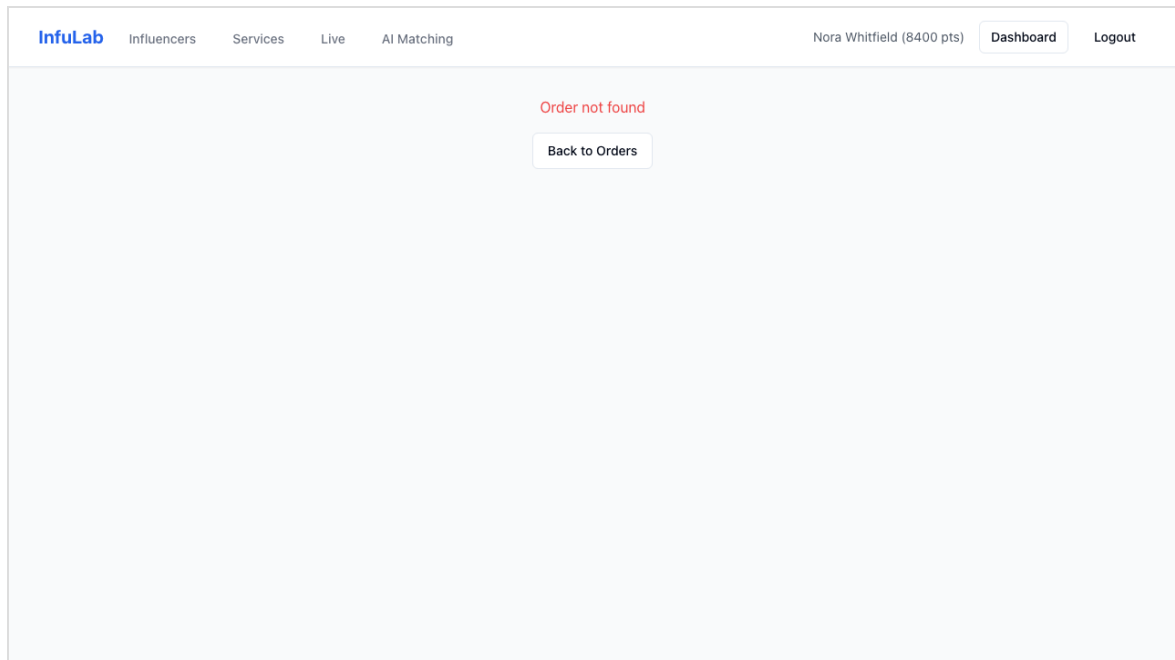 InfuLab Influencers Services Live AI Matching Nora Whitfield (8400 pts) Dashboard Logout
Order not found
Back to Orders